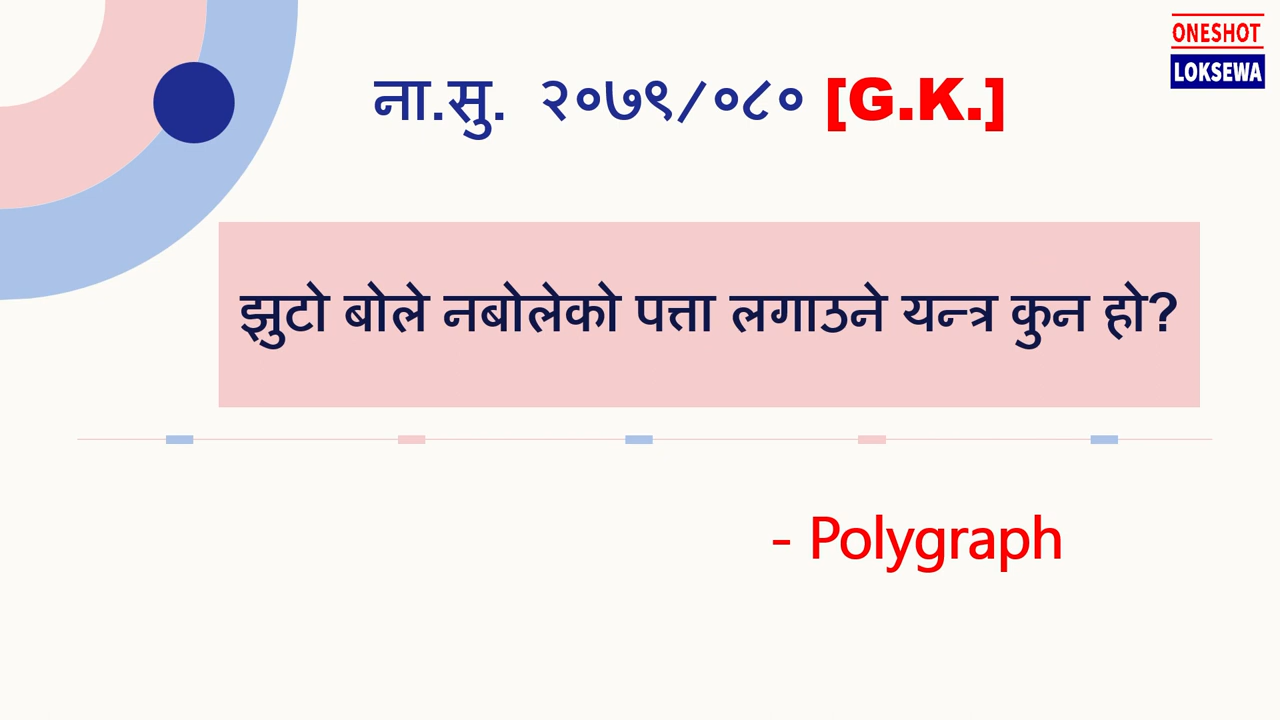 ONESHOT
LOKSEWA
ना.सु. २०७९/०८० [G.K.]
झुटो बोले नबोलेको पत्ता लगाउने यन्त्र कुन हो?
- Polygraph